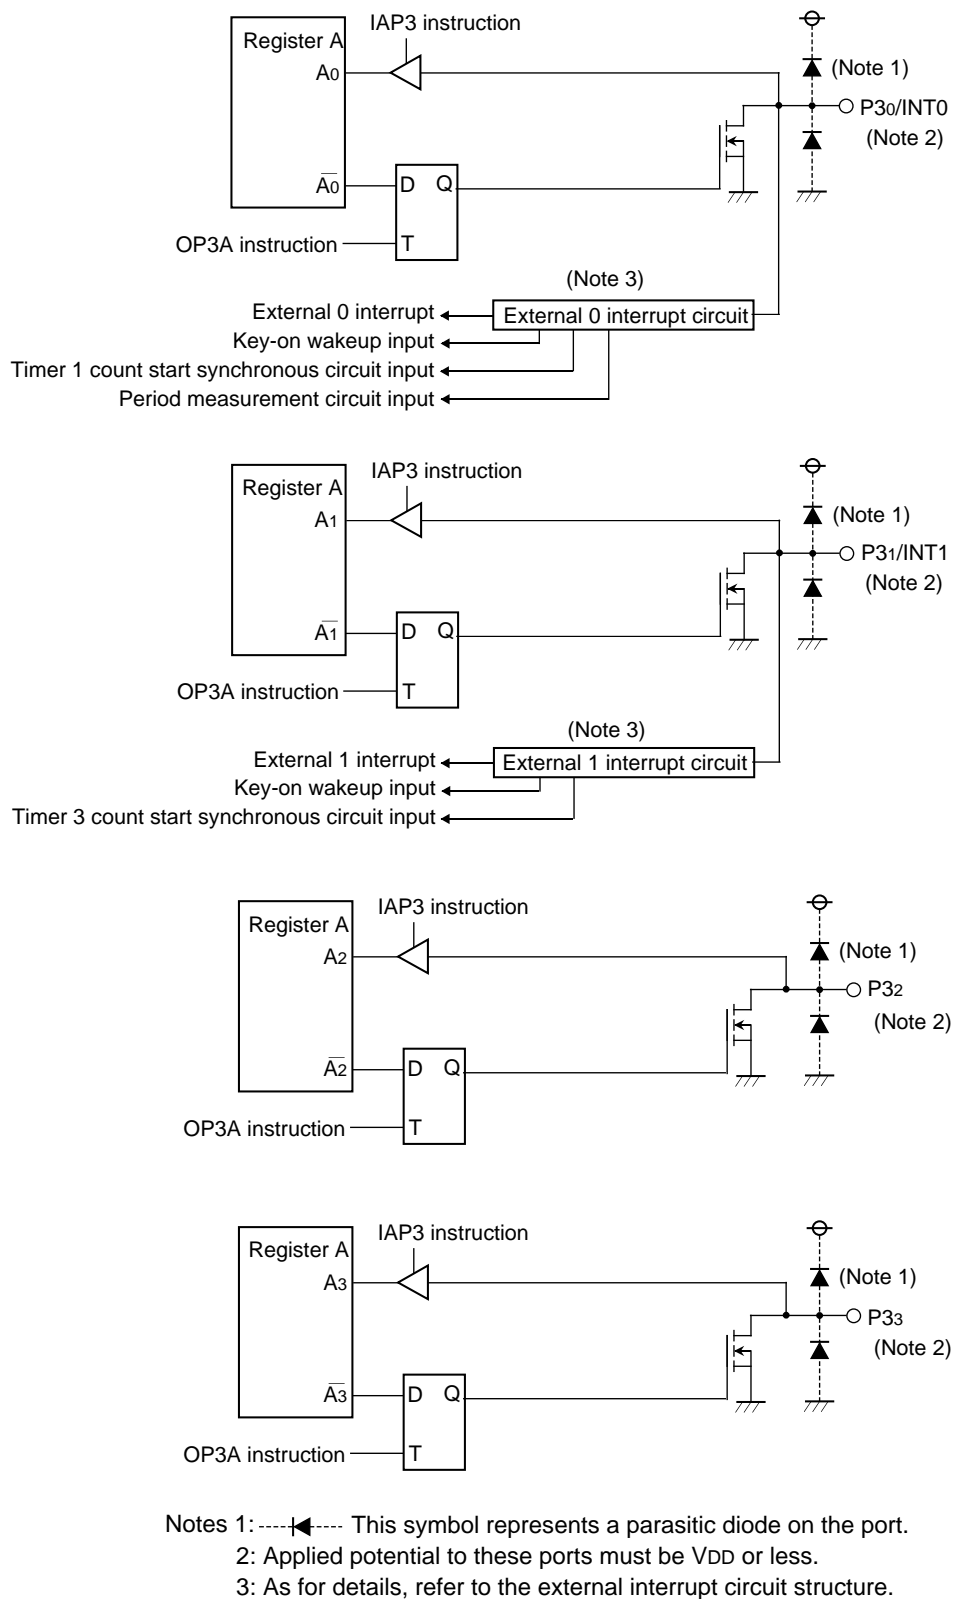 IAP3 instruction
Register A
A0
(Note 1)
P30/INT0
(Note 2)
A0
D Q
OP3A instruction
T
(Note 3)
External 0 interrupt
External 0 interrupt circuit
Key-on wakeup input
Timer 1 count start synchronous circuit input
Period measurement circuit input
IAP3 instruction
Register A
A1
(Note 1)
P31/INT1
(Note 2)
A1
D Q
OP3A instruction
T
(Note 3)
External 1 interrupt
External 1 interrupt circuit
Key-on wakeup input
Timer 3 count start synchronous circuit input
IAP3 instruction
Register A
A2
(Note 1)
P32
(Note 2)
A2
D Q
OP3A instruction
T
IAP3 instruction
Register A
A3
(Note 1)
P33
(Note 2)
A3
D Q
OP3A instruction
T
Notes 1: This symbol represents a parasitic diode on the port.
2: Applied potential to these ports must be VDD or less.
3: As for details, refer to the external interrupt circuit structure.